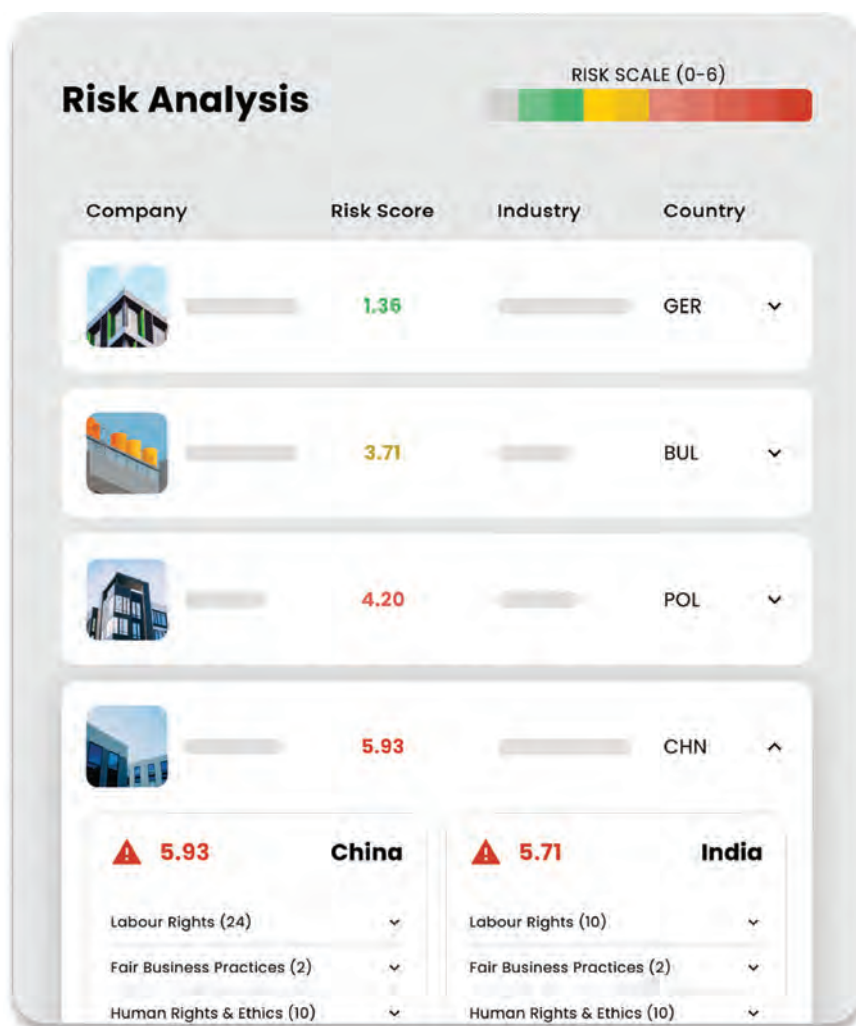 RISK SCALE (0-6)
Risk Analysis
Company Risk Score Industry Country
1.36 GER
3.71 BUL
4.20 POL
5.93 CHN
5.93 China 5.71 India
Labour Rights (24) Labour Rights (10)
Fair Business Practices (2) Fair Business Practices (2)
Human Rights & Ethics (10) Human Rights & Ethics (10)